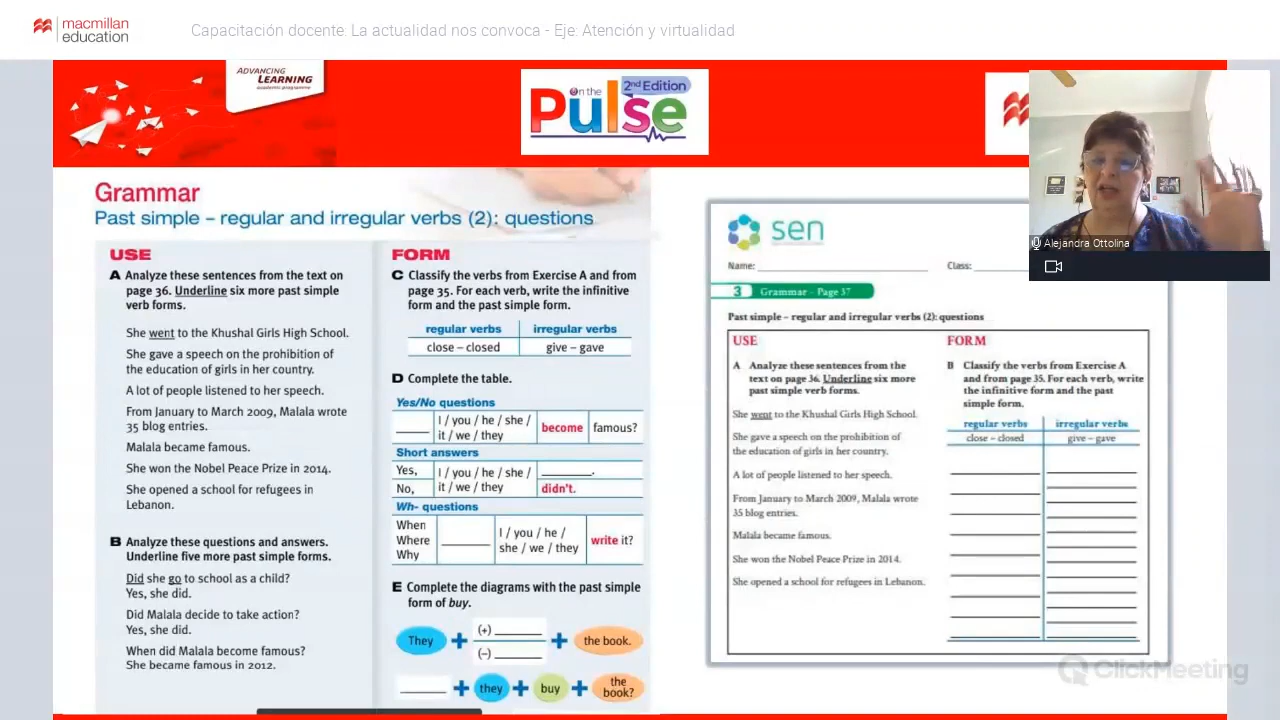 macmillan
education
Capacitación docente: La actualidad nos convoca - Eje: Atención y virtualidad
ADVANCING
LEARNING
academic programme
on the
Pulse
2nd Edition
Alejandra Ottolina
Grammar
Past simple – regular and irregular verbs (2): questions
USE
A Analyze these sentences from the text on
page 36. Underline six more past simple
verb forms.
She went to the Khushal Girls High School.
She gave a speech on the prohibition of
the education of girls in her country.
A lot of people listened to her speech.
From January to March 2009, Malala wrote
35 blog entries.
Malala became famous.
She won the Nobel Peace Prize in 2014.
She opened a school for refugees in
Lebanon.
B Analyze these questions and answers.
Underline five more past simple forms.
Did she go to school as a child?
Yes, she did.
Did Malala decide to take action?
Yes, she did.
When did Malala become famous?
She became famous in 2012.
FORM
C Classify the verbs from Exercise A and from
page 35. For each verb, write the infinitive
form and the past simple form.
regular verbs irregular verbs
close – closed give – gave
D Complete the table.
Yes/No questions
______ I / you / he / she / it / we / they become famous?
Short answers
Yes, I / you / he / she / it / we / they ________.
No, didn't.
Wh- questions
When
Where
Why
________ I / you / he / she / we / they write it?
E Complete the diagrams with the past simple
form of buy.
They + (+) ________ + the book.
(–) ________
________ + they + buy + the book?
sen
Name: ________ Class: ________
3 Grammar – Page 37
Past simple – regular and irregular verbs (2): questions
USE
A Analyze these sentences from the
text on page 36. Underline six more
past simple verb forms.
She went to the Khushal Girls High School.
She gave a speech on the prohibition of
the education of girls in her country.
A lot of people listened to her speech.
From January to March 2009, Malala wrote
35 blog entries.
Malala became famous.
She won the Nobel Peace Prize in 2014.
She opened a school for refugees in Lebanon.
FORM
B Classify the verbs from Exercise A
and from page 35. For each verb, write
the infinitive form and the past
simple form.
regular verbs irregular verbs
close – closed give – gave
ClickMeeting